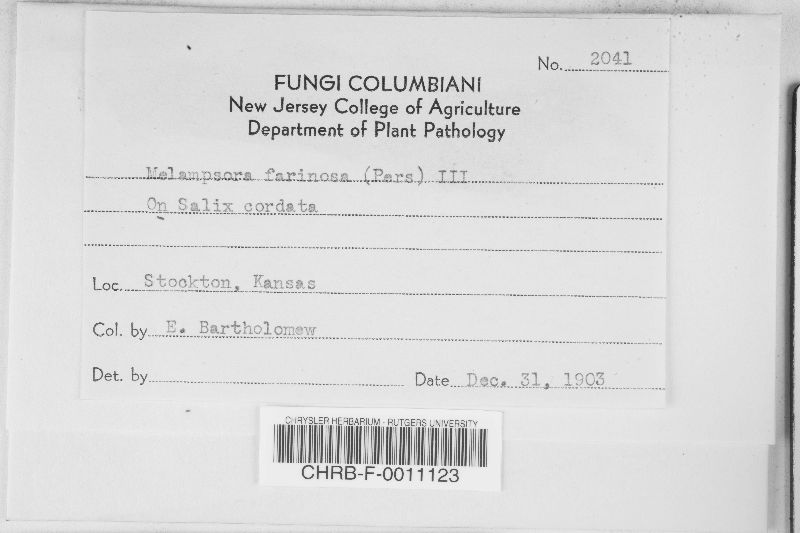 No. 2041
FUNGI COLUMBIANI
New Jersey College of Agriculture
Department of Plant Pathology
Melampsora farinosa (Pers) III
On Salix cordata
Loc. Stockton, Kansas
Col. by E. Bartholomew
Det. by
Date Dec. 31, 1903
CHRYSLER HERBARIUM - RUTGERS UNIVERSITY
CHRB-F-0011123